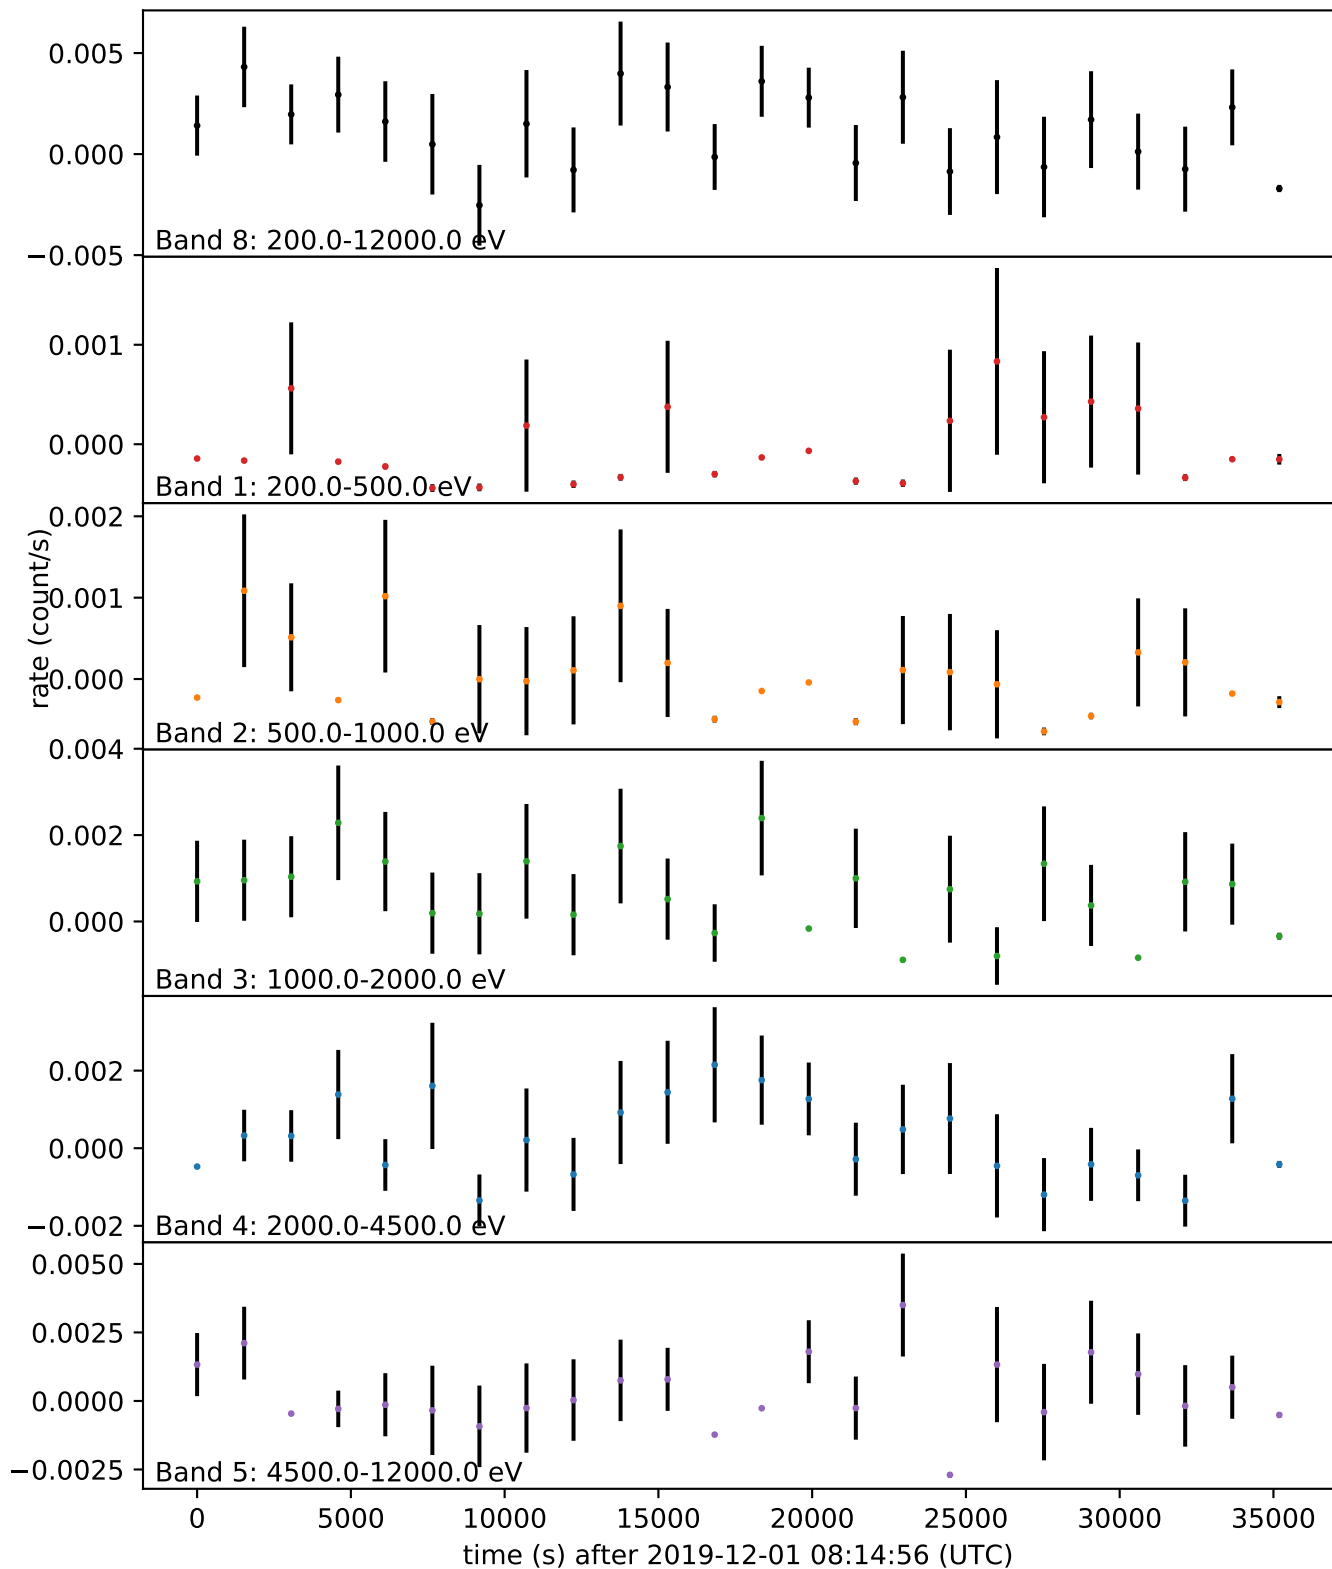 0.005
0.000
−0.005
Band 8: 200.0-12000.0 eV
0.001
0.000
Band 1: 200.0-500.0 eV
rate (count/s)
0.002
0.001
0.000
Band 2: 500.0-1000.0 eV
0.004
0.002
0.000
Band 3: 1000.0-2000.0 eV
0.002
0.000
−0.002
Band 4: 2000.0-4500.0 eV
0.0050
0.0025
0.0000
−0.0025
Band 5: 4500.0-12000.0 eV
0 5000 10000 15000 20000 25000 30000 35000
time (s) after 2019-12-01 08:14:56 (UTC)